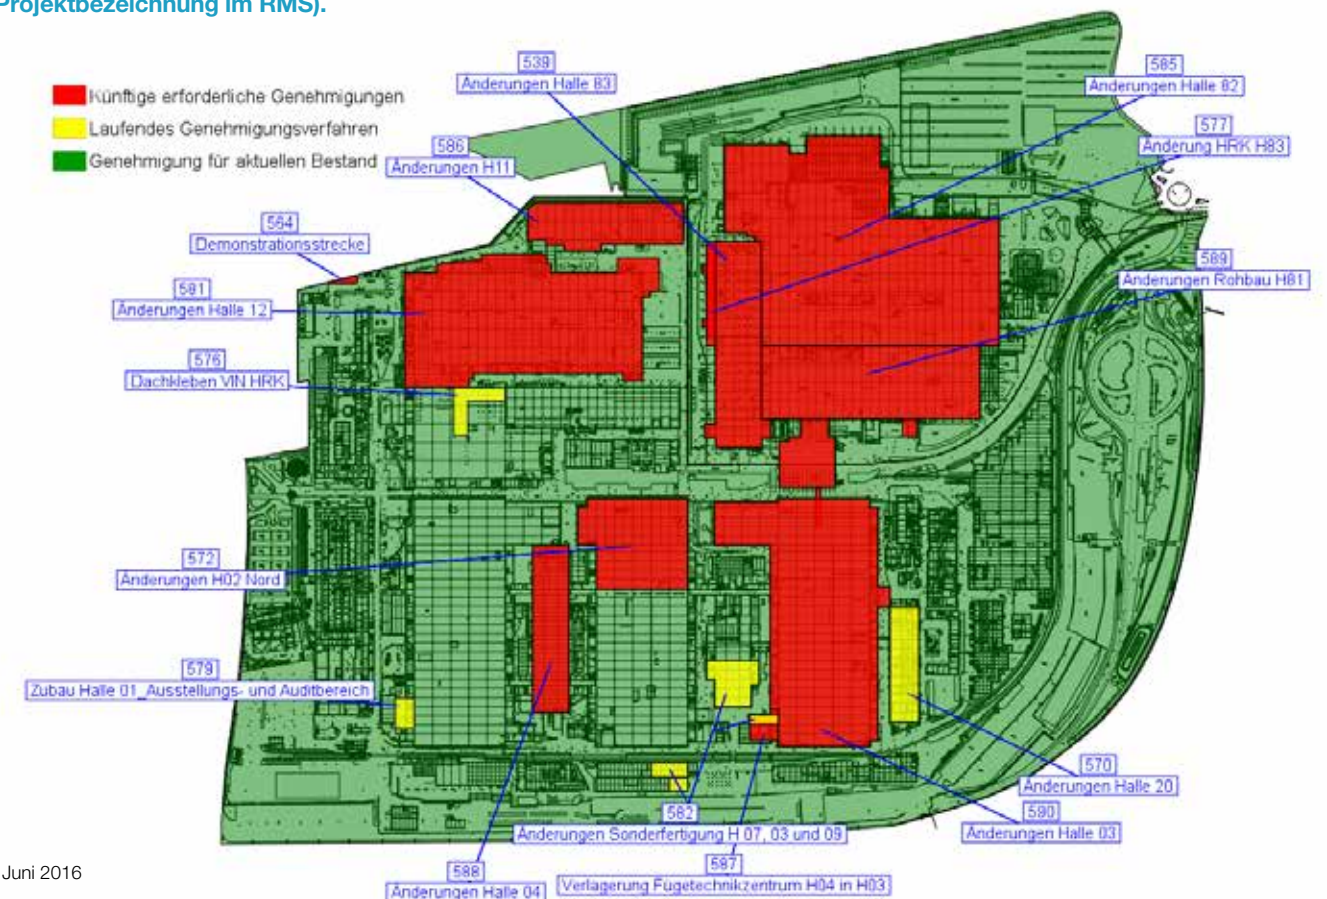 Projektbezeichnung im RMS).
Künftige erforderliche Genehmigungen
Laufendes Genehmigungsverfahren
Genehmigung für aktuellen Bestand
539
Änderungen Halle 83
585
Änderungen Halle 82
577
Änderung HRK H83
586
Änderungen H11
564
Demonstrationsstrecke
589
Änderungen Rohbau H81
581
Änderungen Halle 12
576
Dachkleben VIN HRK
572
Änderungen H02 Nord
579
Zubau Halle 01_Ausstellungs- und Auditbereich
570
Änderungen Halle 20
582
Änderungen Sonderfertigung H 07, 03 und 09
590
Änderungen Halle 03
588
Änderungen Halle 04
587
Verlagerung Fügetechnikzentrum H04 in H03
Juni 2016